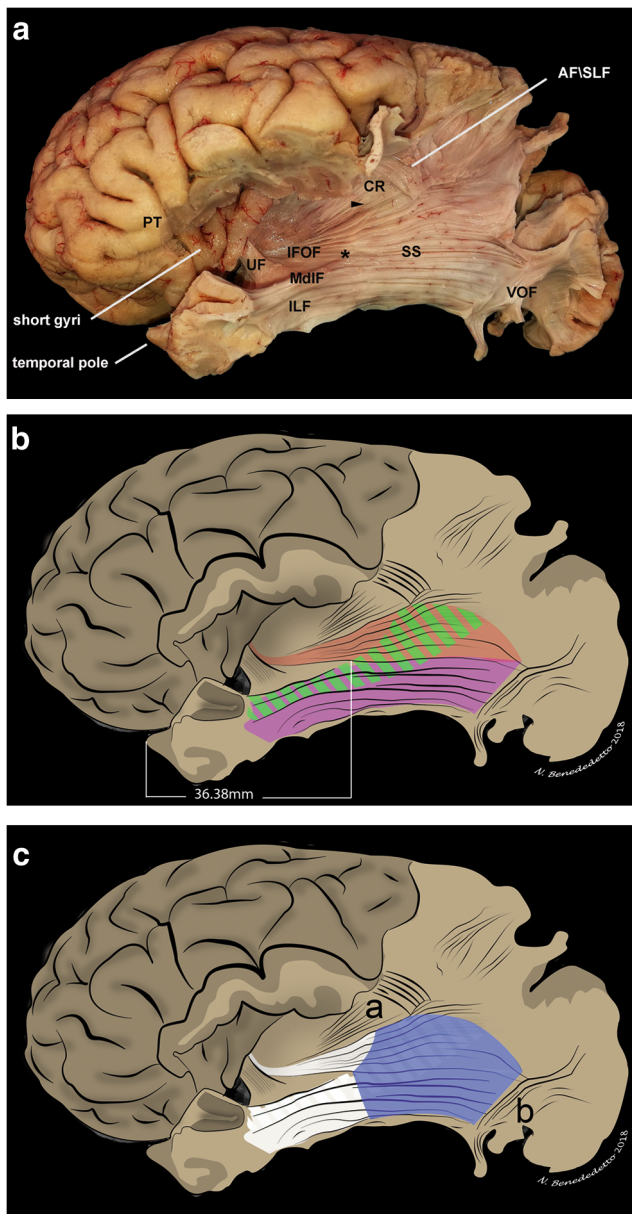 a
AF\SLF
CR
PT
IFOF
*
SS
UF
MdIF
ILF
VOF
short gyri
temporal pole
b
36.38mm
N. Benededetto 2018
c
a
b
N. Benededetto 2018